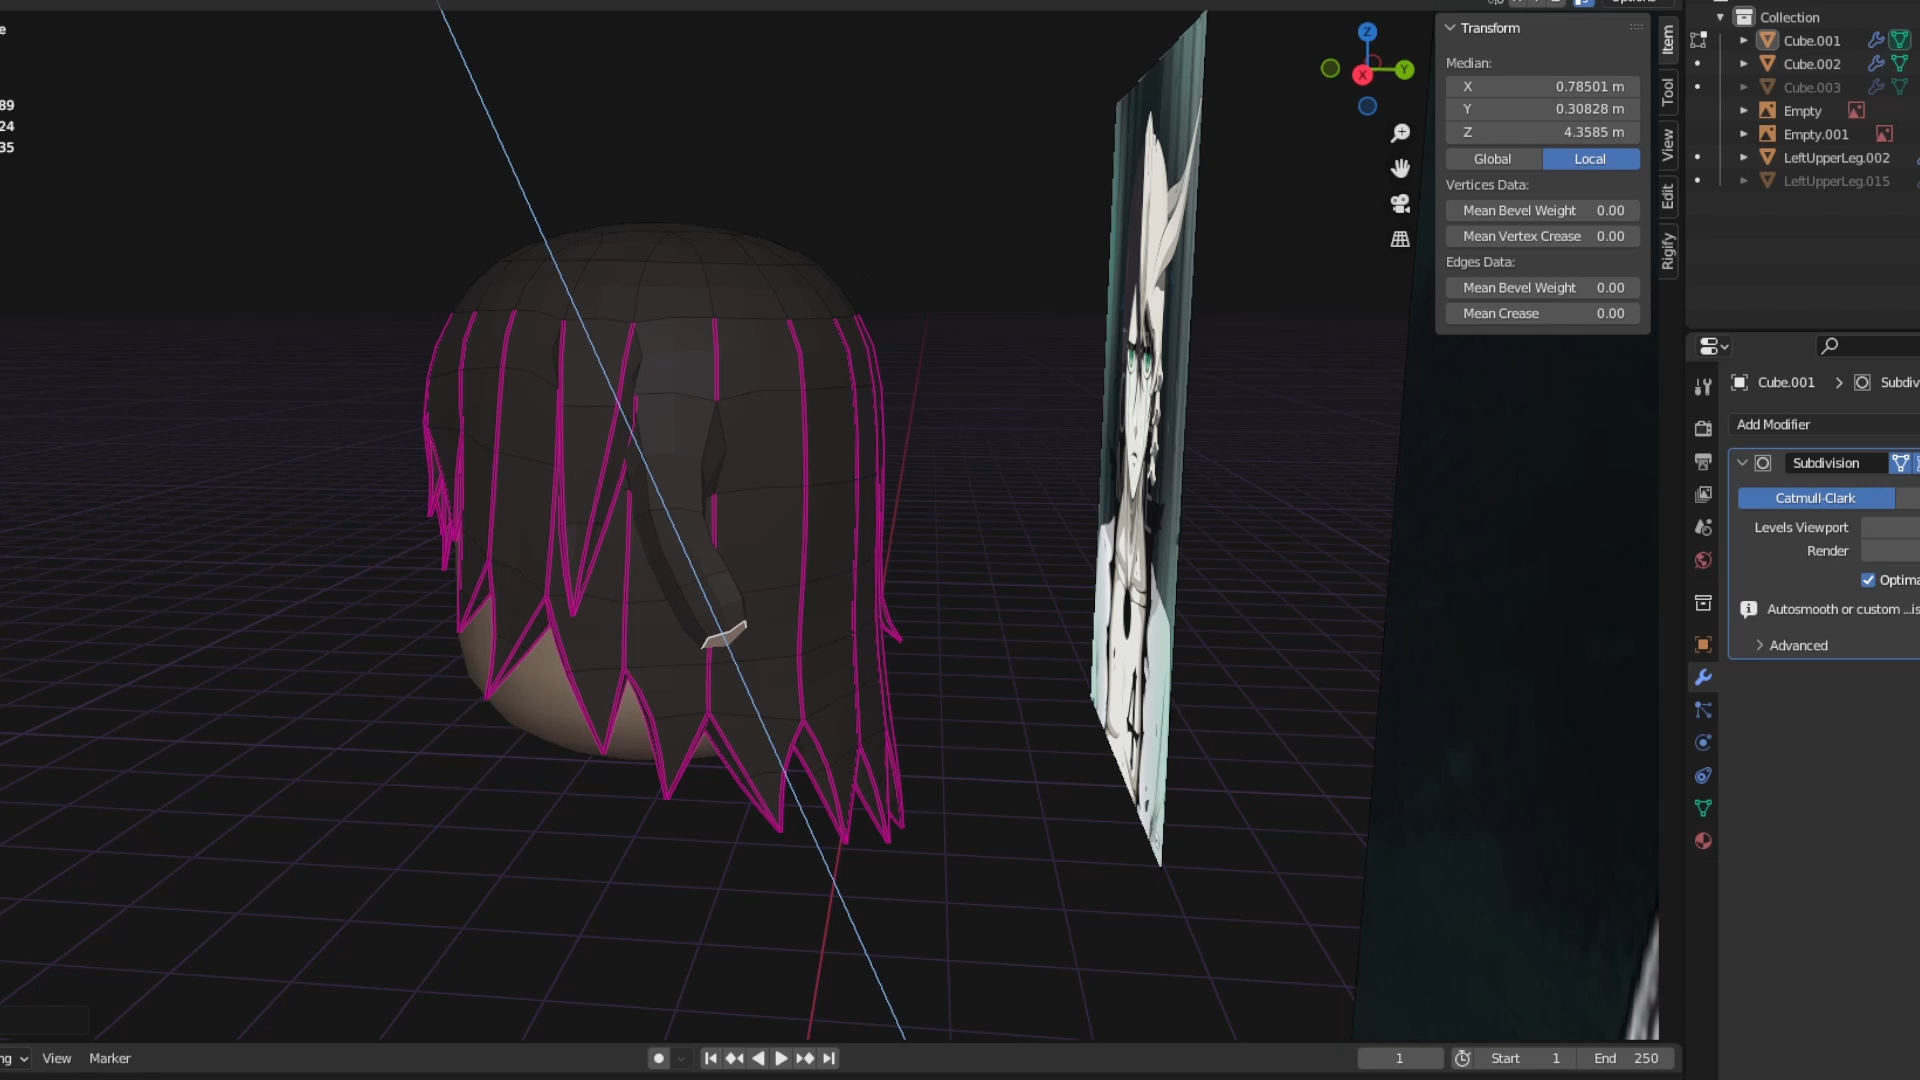 89
24
35
Transform
Median:
X 0.78501 m
Y 0.30828 m
Z 4.3585 m
Global Local
Vertices Data:
Mean Bevel Weight 0.00
Mean Vertex Crease 0.00
Edges Data:
Mean Bevel Weight 0.00
Mean Crease 0.00
Z
X
Y
Item
Tool
View
Edit
Rigify
Collection
Cube.001
Cube.002
Cube.003
Empty
Empty.001
LeftUpperLeg.002
LeftUpperLeg.015
Cube.001 Subdiv
Add Modifier
Subdivision
Catmull-Clark
Levels Viewport
Render
Optima
Autosmooth or custom ...is
Advanced
ng View Marker
1 Start 1 End 250